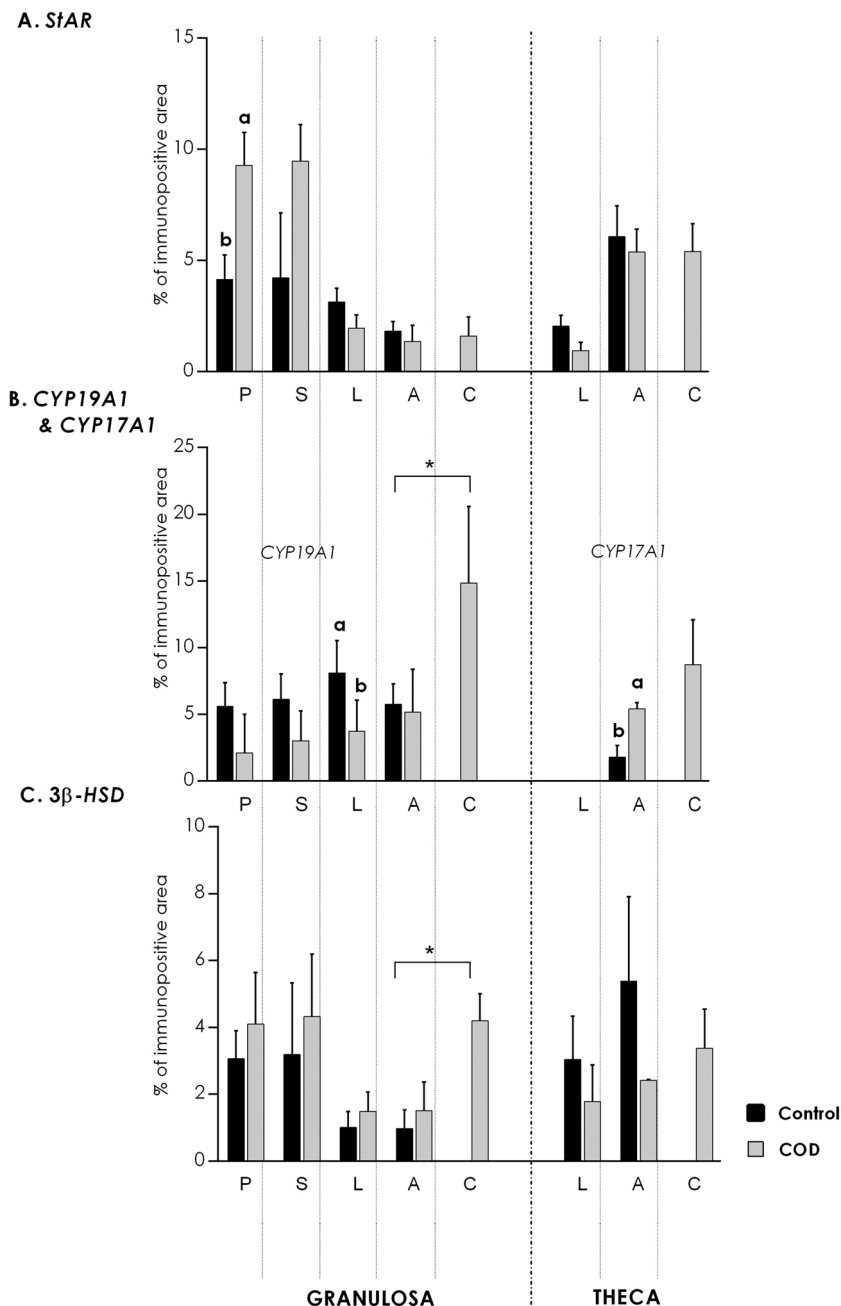 A. StAR
% of immunopositive area
15
10
5
0
a
b
P S L A C L A C
B. CYP19A1
& CYP17A1
% of immunopositive area
25
20
15
10
5
0
*
CYP19A1 CYP17A1
a
b
a
b
P S L A C L A C
C. 3β-HSD
% of immunopositive area
10
8
6
4
2
0
*
Control
COD
P S L A C L A C
GRANULOSA THECA